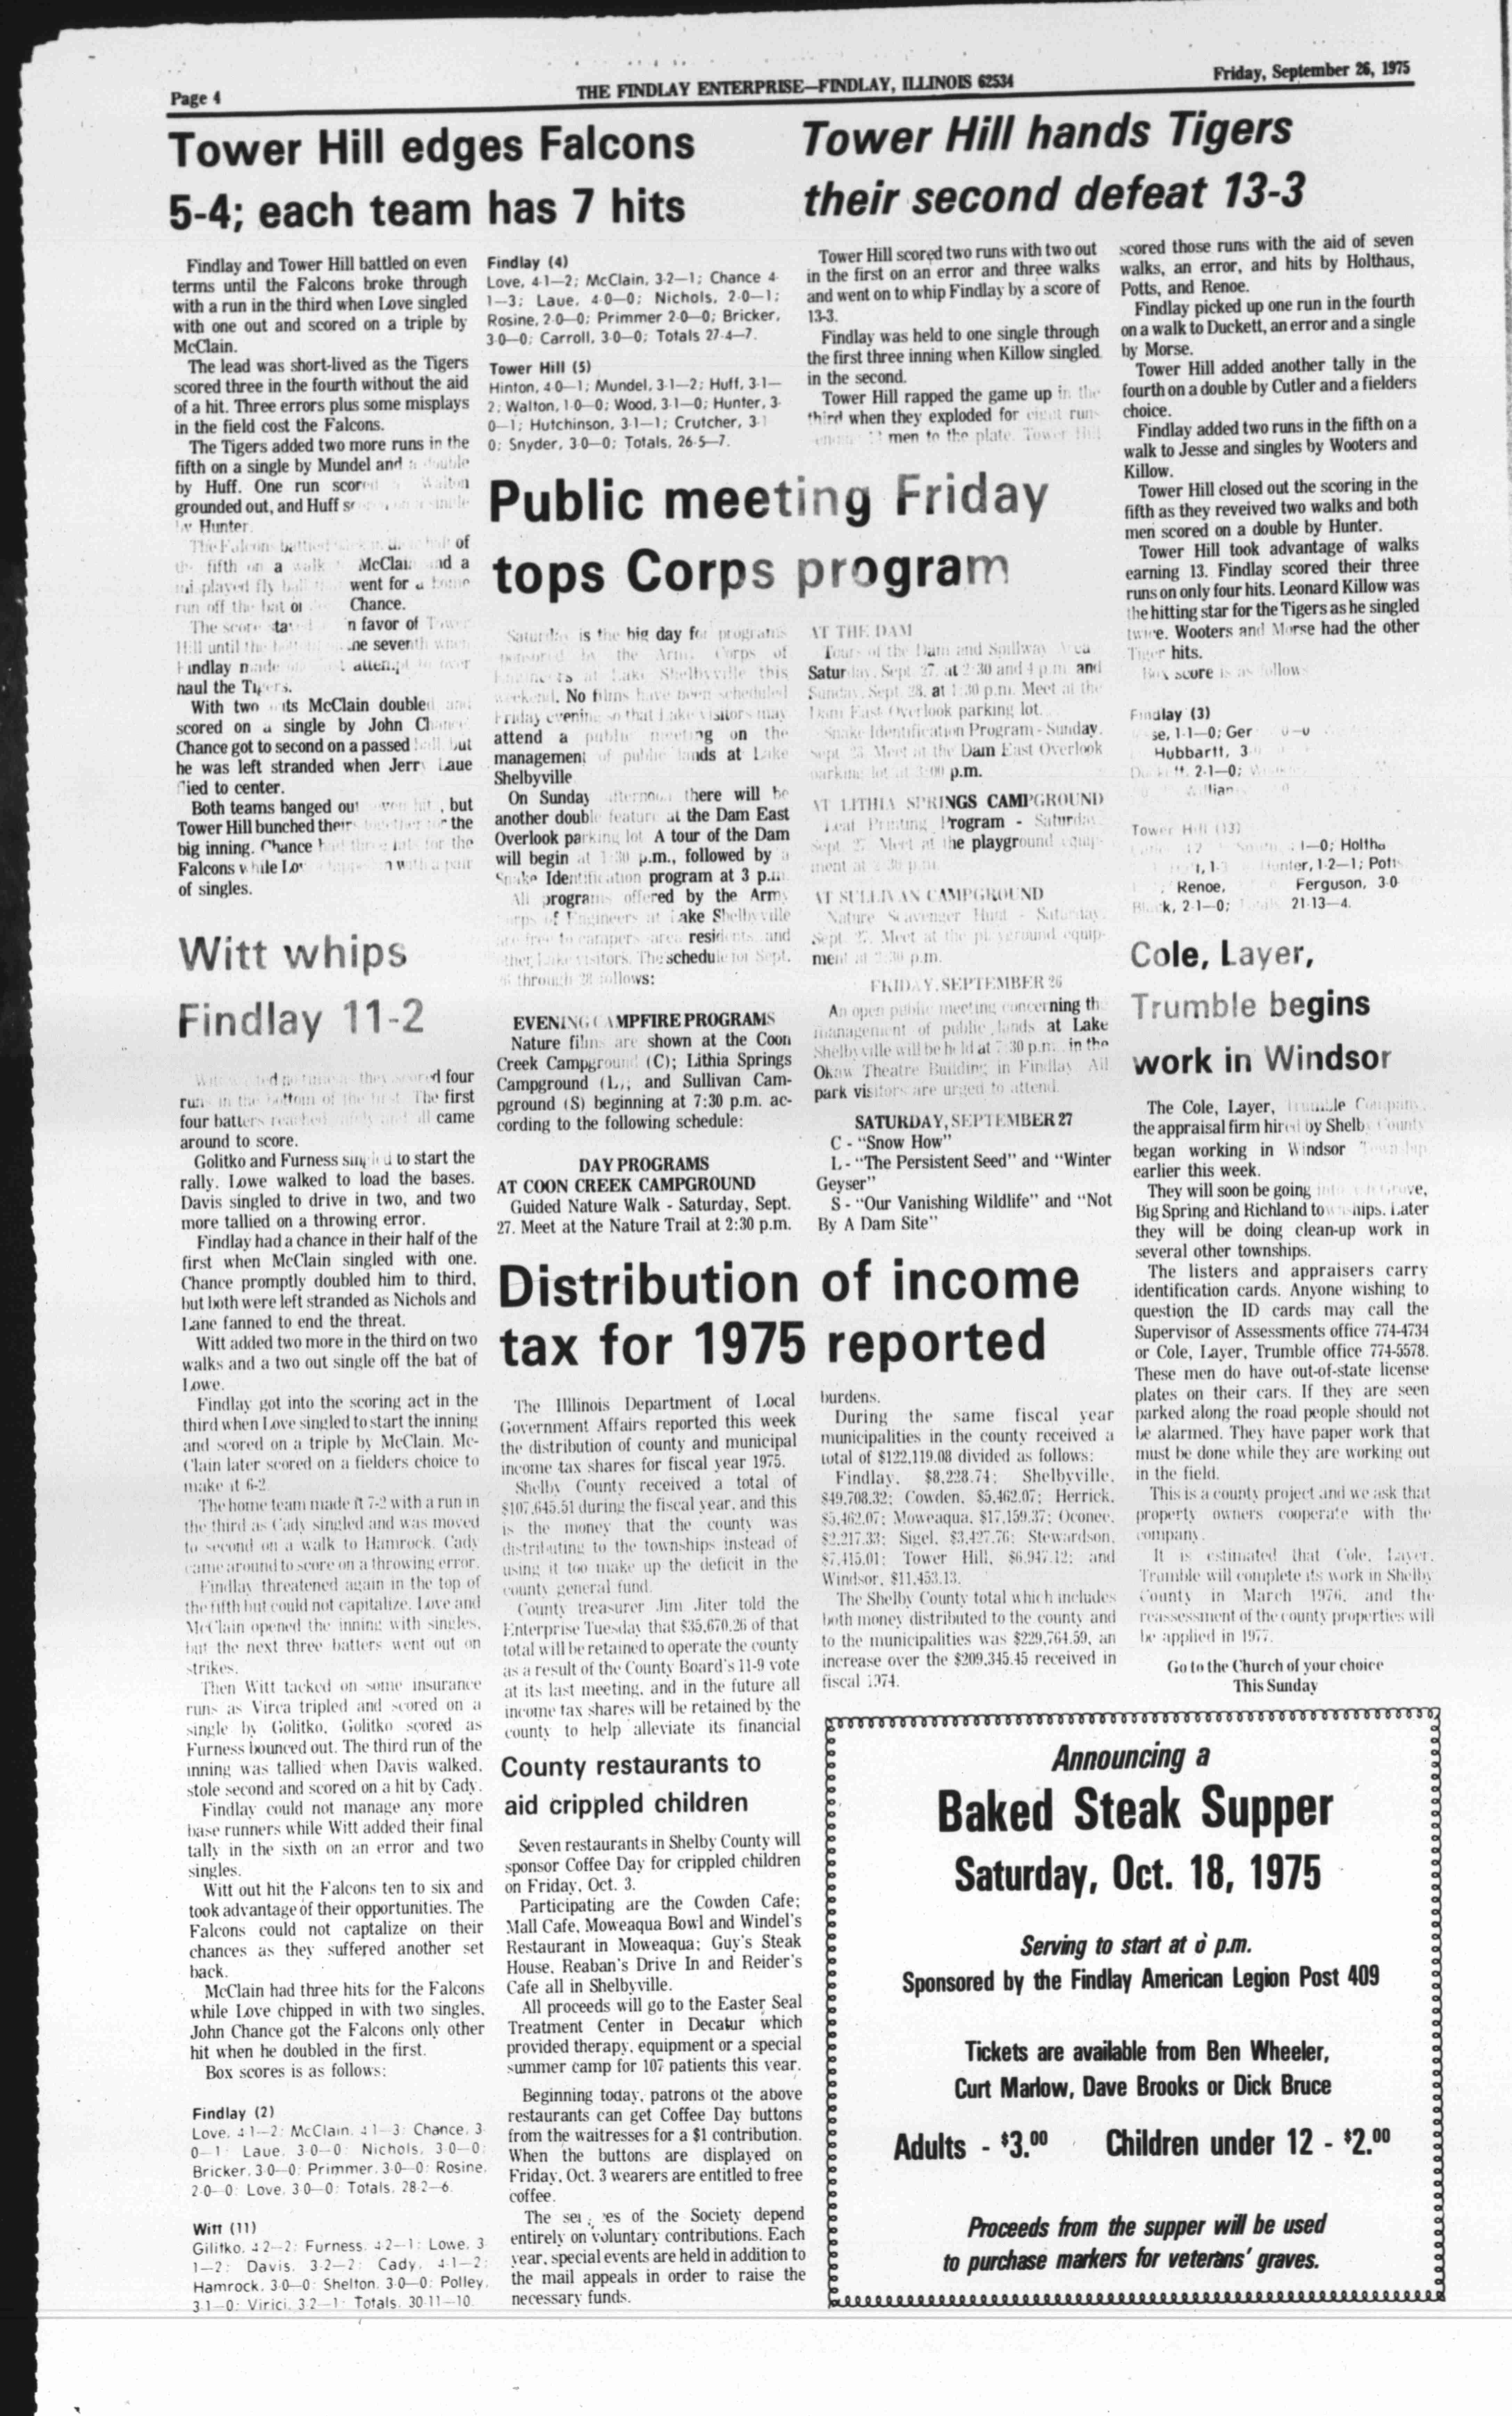 Page 4
THE FINDLAY ENTERPRISE—FINDLAY, ILLINOIS 62534
Friday, September 26, 1975
Tower Hill edges Falcons
5-4; each team has 7 hits
Findlay and Tower Hill battled on even
terms until the Falcons broke through
with a run in the third when Love singled
with one out and scored on a triple by
McClain.
The lead was short-lived as the Tigers
scored three in the fourth without the aid
of a hit. Three errors plus some misplays
in the field cost the Falcons.
The Tigers added two more runs in the
fifth on a single by Mundel and a double
by Huff. One run scored Walton
grounded out, and Huff single
by Hunter.
The Falcons battled of
the fifth on a walk McClain and a
played fly ball went for a home
run off the bat of Chance.
The score in favor of Tower
Hill until the seventh when
Findlay made attempt to over
haul the Tigers.
With two McClain doubled and
scored on a single by John Chance.
Chance got to second on a passed ball but
he was left stranded when Jerry Laue
flied to center.
Both teams banged out , but
Tower Hill bunched their together for the
big inning. Chance had three hits for the
Falcons while Love with a pair
of singles.
Findlay (4)
Love, 4-1—2; McClain, 3-2—1; Chance 4-
1—3; Laue, 4-0—0; Nichols, 2-0—1;
Rosine, 2-0—0; Primmer 2-0—0; Bricker,
3-0—0; Carroll, 3-0—0; Totals 27-4—7.
Tower Hill (5)
Hinton, 4-0—1; Mundel, 3-1—2; Huff, 3-1—
2; Walton, 1-0—0; Wood, 3-1—0; Hunter, 3-
0—1; Hutchinson, 3-1—1; Crutcher, 3-1
0; Snyder, 3-0—0; Totals, 26-5—7.
Tower Hill hands Tigers
their second defeat 13-3
Tower Hill scored two runs with two out
in the first on an error and three walks
and went on to whip Findlay by a score of
13-3.
Findlay was held to one single through
the first three inning when Killow singled
in the second.
Tower Hill rapped the game up in the
third when they exploded for eight runs
men to the plate. Tower Hill
scored those runs with the aid of seven
walks, an error, and hits by Holthaus,
Potts, and Renoe.
Findlay picked up one run in the fourth
on a walk to Duckett, an error and a single
by Morse.
Tower Hill added another tally in the
fourth on a double by Cutler and a fielders
choice.
Findlay added two runs in the fifth on a
walk to Jesse and singles by Wooters and
Killow.
Tower Hill closed out the scoring in the
fifth as they reveived two walks and both
men scored on a double by Hunter.
Tower Hill took advantage of walks
earning 13. Findlay scored their three
runs on only four hits. Leonard Killow was
the hitting star for the Tigers as he singled
twice. Wooters and Morse had the other
Tiger hits.
Box score is as follows
Findlay (3)
1-1—0;
Hubbartt, 3
2-1—0;
Tower Hill (13)
1—0;
Hunter, 1-2—1;
Renoe, Ferguson, 3-0
2-1—0; 21-13—4.
Public meeting Friday
tops Corps program
Saturday is the big day for programs
sponsored by the Army Corps of
Engineers at Lake Shelbyville this
weekend. No films have been scheduled
Friday evening so that Lake visitors may
attend a public meeting on the
management of public lands at Lake
Shelbyville
On Sunday afternoon there will be
another double feature at the Dam East
Overlook parking lot. A tour of the Dam
will begin at 1:30 p.m., followed by a
Snake Identification program at 3 p.m.
All programs offered by the Army
Corps of Engineers at Lake Shelbyville
are free to campers area residents and
other Lake visitors. The schedule for Sept.
26 through 28 follows:
EVENING CAMPFIRE PROGRAMS
Nature films are shown at the Coon
Creek Campground (C); Lithia Springs
Campground (L); and Sullivan Cam-
pground (S) beginning at 7:30 p.m. ac-
cording to the following schedule:
DAY PROGRAMS
AT COON CREEK CAMPGROUND
Guided Nature Walk - Saturday, Sept.
27. Meet at the Nature Trail at 2:30 p.m.
AT THE DAM
Tours of the Dam and Spillway Area
Saturday, Sept. 27, at 2:30 and 4 p.m. and
Sunday, Sept. 28, at 1:30 p.m. Meet at the
Dam East Overlook parking lot.
Snake Identification Program - Sunday,
Sept. Meet at the Dam East Overlook
parking lot at 3:00 p.m.
AT LITHIA SPRINGS CAMPGROUND
Leaf Printing Program - Saturday,
Sept. 27. Meet at the playground equip-
ment at 2:30 p.m.
AT SULLIVAN CAMPGROUND
Nature Scavenger Hunt - Saturday,
Sept. 27. Meet at the playground equip-
ment at 2:30 p.m.
FRIDAY, SEPTEMBER 26
An open public meeting concerning the
management of public lands at Lake
Shelbyville will be held at 7:30 p.m. in the
Okaw Theatre Building in Findlay. All
park visitors are urged to attend.
SATURDAY, SEPTEMBER 27
C - "Snow How"
L - "The Persistent Seed" and "Winter
Geyser"
S - "Our Vanishing Wildlife" and "Not
By A Dam Site"
Witt whips
Findlay 11-2
they scored four
runs in the bottom of the first. The first
four batters reached safely and all came
around to score.
Golitko and Furness singled to start the
rally. Lowe walked to load the bases.
Davis singled to drive in two, and two
more tallied on a throwing error.
Findlay had a chance in their half of the
first when McClain singled with one.
Chance promptly doubled him to third,
but both were left stranded as Nichols and
Lane fanned to end the threat.
Witt added two more in the third on two
walks and a two out single off the bat of
Lowe.
Findlay got into the scoring act in the
third when Love singled to start the inning
and scored on a triple by McClain. Mc-
Clain later scored on a fielders choice to
make it 6-2.
The home team made it 7-2 with a run in
the third as Cady singled and was moved
to second on a walk to Hamrock. Cady
came around to score on a throwing error.
Findlay threatened again in the top of
the fifth but could not capitalize. Love and
McClain opened the inning with singles,
but the next three batters went out on
strikes.
Then Witt tacked on some insurance
runs as Virca tripled and scored on a
single by Golitko. Golitko scored as
Furness bounced out. The third run of the
inning was tallied when Davis walked,
stole second and scored on a hit by Cady.
Findlay could not manage any more
base runners while Witt added their final
tally in the sixth on an error and two
singles.
Witt out hit the Falcons ten to six and
took advantage of their opportunities. The
Falcons could not captalize on their
chances as they suffered another set
back.
McClain had three hits for the Falcons
while Love chipped in with two singles.
John Chance got the Falcons only other
hit when he doubled in the first.
Box scores is as follows:
Findlay (2)
Love, 4-1—2; McClain, 4-1—3; Chance, 3-
0—1; Laue, 3-0—0; Nichols, 3-0—0;
Bricker, 3-0—0; Primmer, 3-0—0; Rosine,
2-0—0; Love, 3-0—0; Totals, 28-2—6.
Witt (11)
Gilitko, 4-2—2; Furness, 4-2—1; Lowe, 3-
1—2; Davis, 3-2—2; Cady, 4-1—2;
Hamrock, 3-0—0; Shelton, 3-0—0; Polley,
3-1—0; Virici, 3-2—1; Totals, 30-11—10.
Distribution of income
tax for 1975 reported
The Illlinois Department of Local
Government Affairs reported this week
the distribution of county and municipal
income tax shares for fiscal year 1975.
Shelby County received a total of
$107,645.51 during the fiscal year, and this
is the money that the county was
distributing to the townships instead of
using it too make up the deficit in the
county general fund.
County treasurer Jim Jiter told the
Enterprise Tuesday that $35,670.26 of that
total will be retained to operate the county
as a result of the County Board's 11-9 vote
at its last meeting, and in the future all
income tax shares will be retained by the
county to help alleviate its financial
burdens.
During the same fiscal year
municipalities in the county received a
total of $122,119.08 divided as follows:
Findlay, $8,228.74; Shelbyville,
$49,708.32; Cowden, $5,462.07; Herrick,
$5,462.07; Moweaqua, $17,159.37; Oconee,
$2,217.33; Sigel, $3,427.76; Stewardson,
$7,415.01; Tower Hill, $6,947.12; and
Windsor, $11,453.13.
The Shelby County total which includes
both money distributed to the county and
to the municipalities was $229,764.59, an
increase over the $209,345.45 received in
fiscal 1974.
County restaurants to
aid crippled children
Seven restaurants in Shelby County will
sponsor Coffee Day for crippled children
on Friday, Oct. 3.
Participating are the Cowden Cafe;
Mall Cafe, Moweaqua Bowl and Windel's
Restaurant in Moweaqua; Guy's Steak
House, Reaban's Drive In and Reider's
Cafe all in Shelbyville.
All proceeds will go to the Easter Seal
Treatment Center in Decatur which
provided therapy, equipment or a special
summer camp for 107 patients this year.
Beginning today, patrons of the above
restaurants can get Coffee Day buttons
from the waitresses for a $1 contribution.
When the buttons are displayed on
Friday, Oct. 3 wearers are entitled to free
coffee.
The of the Society depend
entirely on voluntary contributions. Each
year, special events are held in addition to
the mail appeals in order to raise the
necessary funds.
Cole, Layer,
Trumble begins
work in Windsor
The Cole, Layer, Trumble Company,
the appraisal firm hired by Shelby County
began working in Windsor Township
earlier this week.
They will soon be going into
Big Spring and Richland townships. Later
they will be doing clean-up work in
several other townships.
The listers and appraisers carry
identification cards. Anyone wishing to
question the ID cards may call the
Supervisor of Assessments office 774-4734
or Cole, Layer, Trumble office 774-5578.
These men do have out-of-state license
plates on their cars. If they are seen
parked along the road people should not
be alarmed. They have paper work that
must be done while they are working out
in the field.
This is a county project and we ask that
property owners cooperate with the
company.
It is estimated that Cole, Layer,
Trumble will complete its work in Shelby
County in March 1976, and the
reassessment of the county properties will
be applied in 1977.
Go to the Church of your choice
This Sunday
Announcing a
Baked Steak Supper
Saturday, Oct. 18, 1975
Serving to start at 6 p.m.
Sponsored by the Findlay American Legion Post 409
Tickets are available from Ben Wheeler,
Curt Marlow, Dave Brooks or Dick Bruce
Adults - $3.00 Children under 12 - $2.00
Proceeds from the supper will be used
to purchase markers for veterans' graves.